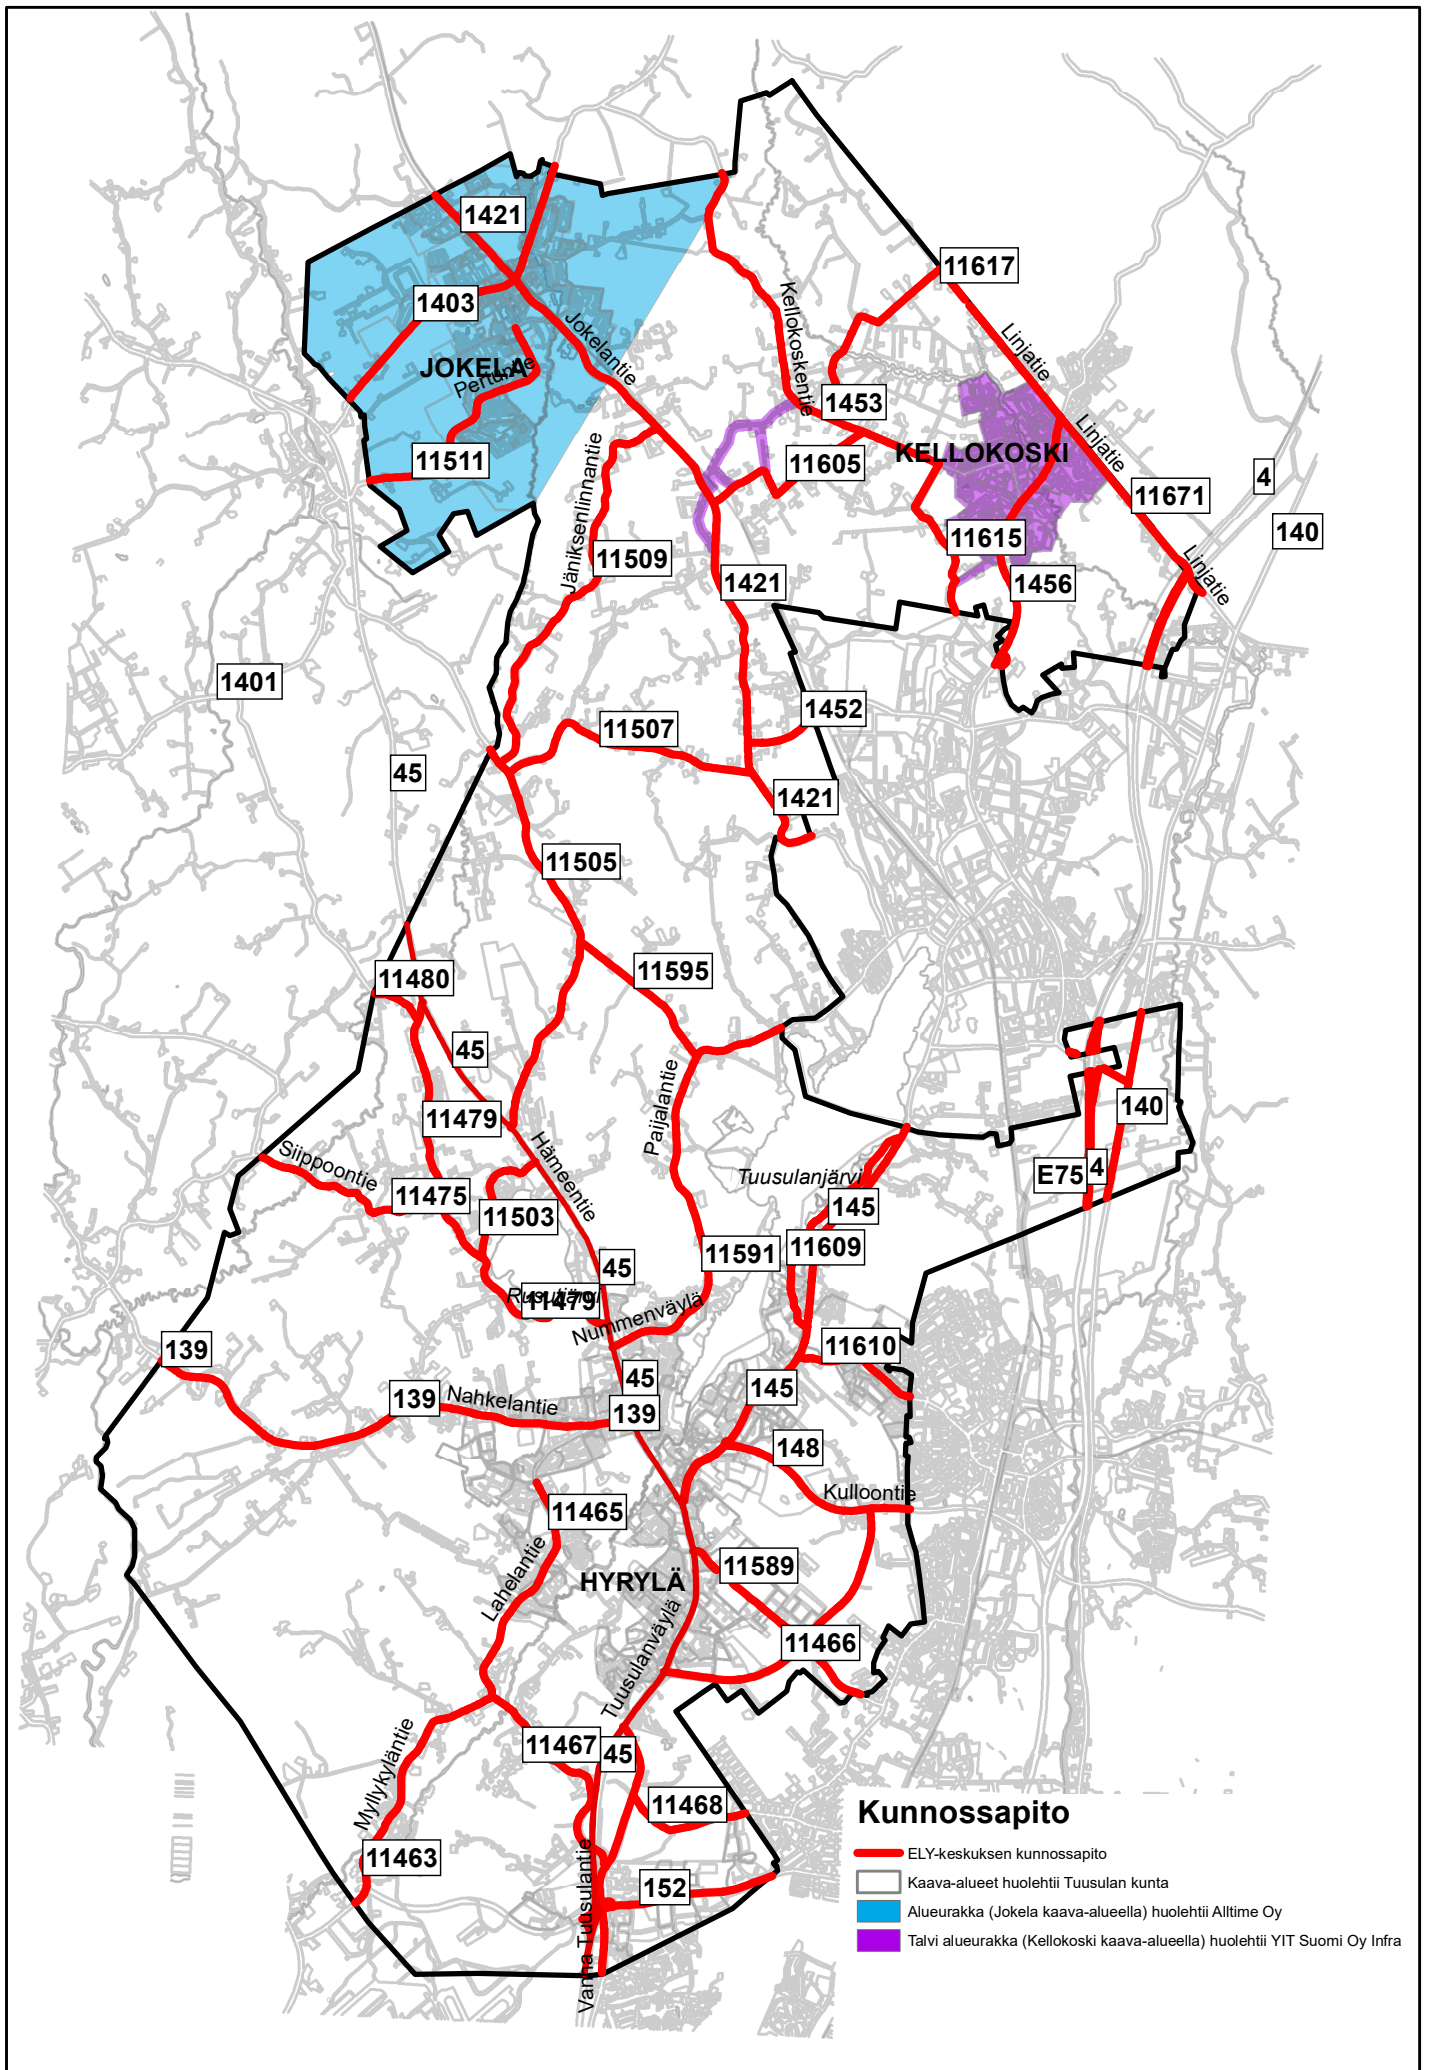 1421
11617
1403
Kellokoskentie
Jokelantie
Linjatie
JOKELA
Pertuntie
1453
Linjatie
11511
Jäniksenlinnantie
11605
KELLOKOSKI
4
11671
140
11509
11615
Linjatie
1421
1456
1401
1452
11507
45
1421
11505
11595
11480
45
11479
Paijalantie
140
Siippoontie
Hämeentie
Tuusulanjärvi
E75
4
11475
11503
145
11609
11591
45
Rusutjärvi
11479
Nummenväylä
139
11610
45
145
139
Nahkelantie
139
148
Kulloontie
11465
Lahelantie
11589
HYRYLÄ
Tuusulanväylä
11466
Myllykyläntie
11467
45
11468
11463
Vanha Tuusulantie
152
Kunnossapito
ELY-keskuksen kunnossapito
Kaava-alueet huolehtii Tuusulan kunta
Alueurakka (Jokela kaava-alueella) huolehtii Alltime Oy
Talvi alueurakka (Kellokoski kaava-alueella) huolehtii YIT Suomi Oy Infra